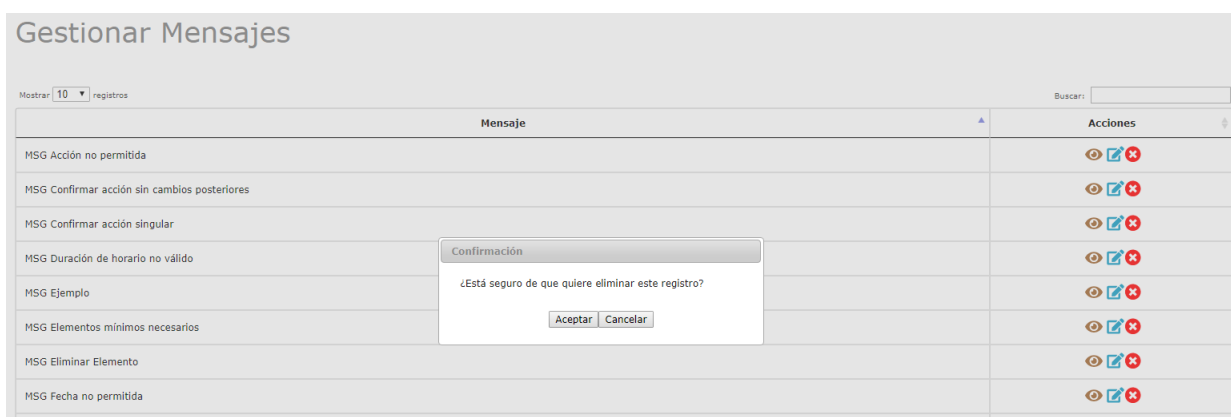 Gestionar Mensajes
Mostrar 10 registros
Buscar:
Mensaje Acciones
MSG Acción no permitida
MSG Confirmar acción sin cambios posteriores
MSG Confirmar acción singular
MSG Duración de horario no válido
MSG Ejemplo
MSG Elementos mínimos necesarios
MSG Eliminar Elemento
MSG Fecha no permitida
Confirmación
¿Está seguro de que quiere eliminar este registro?
Aceptar Cancelar